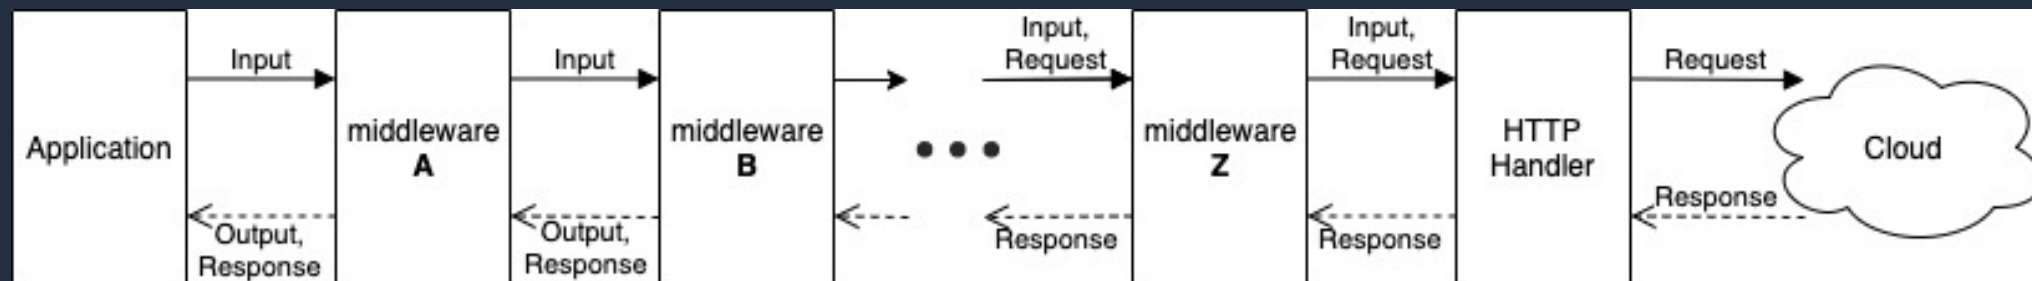 Application
Input
Output,
Response
middleware
A
Input
Output,
Response
middleware
B
Input,
Request
Response
middleware
Z
Input,
Request
Response
HTTP
Handler
Request
Response
Cloud